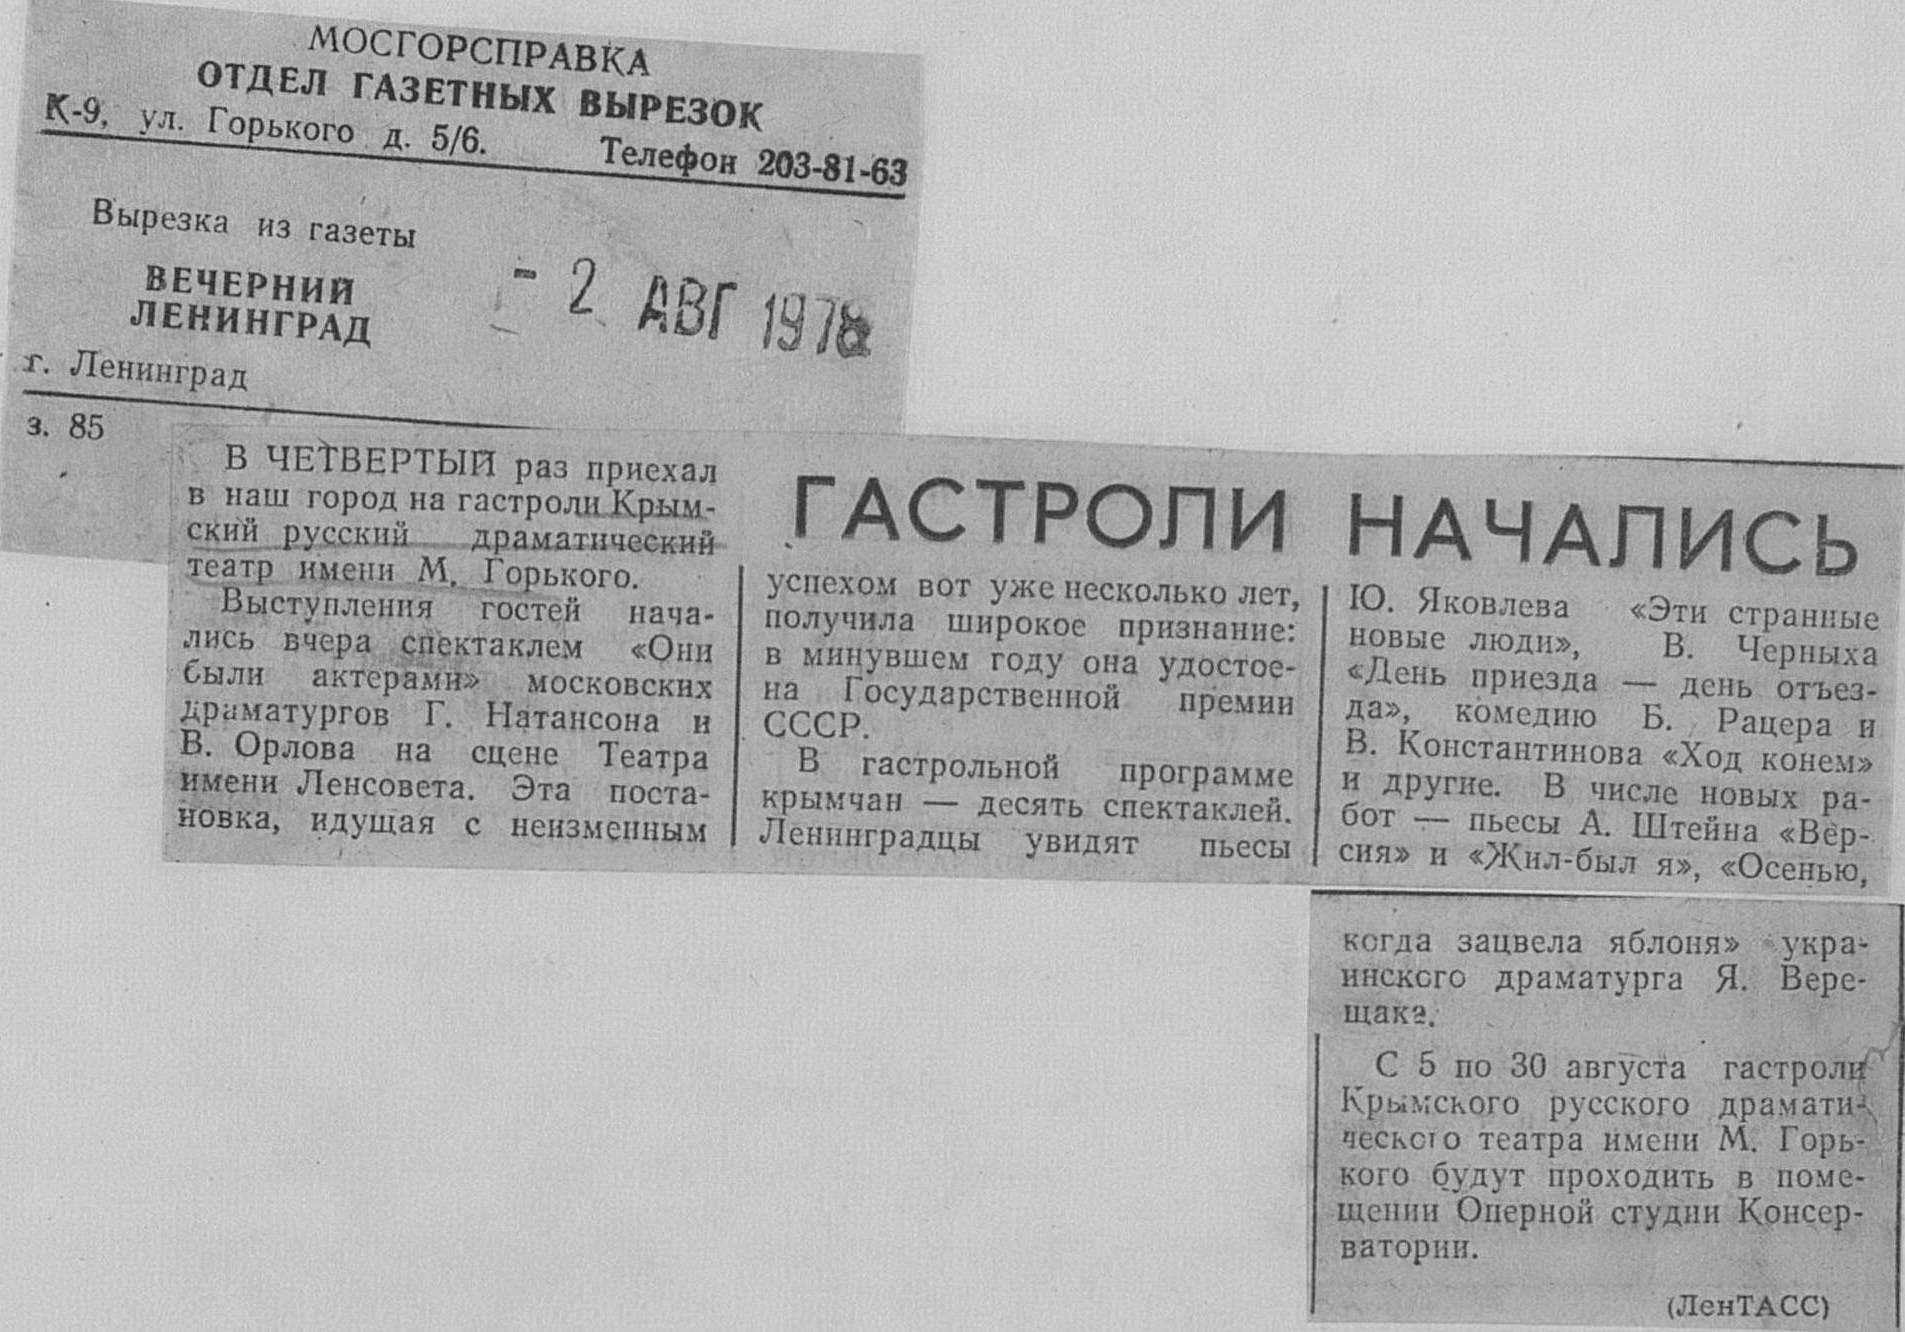 МОСГОРСПРАВКА
ОТДЕЛ ГАЗЕТНЫХ ВЫРЕЗОК
К-9, ул. Горького д. 5/6. Телефон 203-81-63
Вырезка из газеты
ВЕЧЕРНИЙ
ЛЕНИНГРАД
- 2 АВГ 1978
г. Ленинград
з. 85
ГАСТРОЛИ НАЧАЛИСЬ
В ЧЕТВЕРТЫЙ раз приехал
в наш город на гастроли Крым-
ский русский драматический
театр имени М. Горького.
Выступления гостей нача-
лись вчера спектаклем «Они
были актерами» московских
драматургов Г. Натансона и
В. Орлова на сцене Театра
имени Ленсовета. Эта поста-
новка, идущая с неизменным
успехом вот уже несколько лет,
получила широкое признание:
в минувшем году она удостое-
на Государственной премии
СССР.
В гастрольной программе
крымчан — десять спектаклей.
Ленинградцы увидят пьесы
Ю. Яковлева «Эти странные
новые люди», В. Черныха
«День приезда — день отъез-
да», комедию Б. Рацера и
В. Константинова «Ход конем»
и другие. В числе новых ра-
бот — пьесы А. Штейна «Вер-
сия» и «Жил-был я», «Осенью,
когда зацвела яблоня» укра-
инского драматурга Я. Вере-
щака.
С 5 по 30 августа гастроли
Крымского русского драмати-
ческого театра имени М. Горь-
кого будут проходить в поме-
щении Оперной студии Консер-
ватории.
(ЛенТАСС)